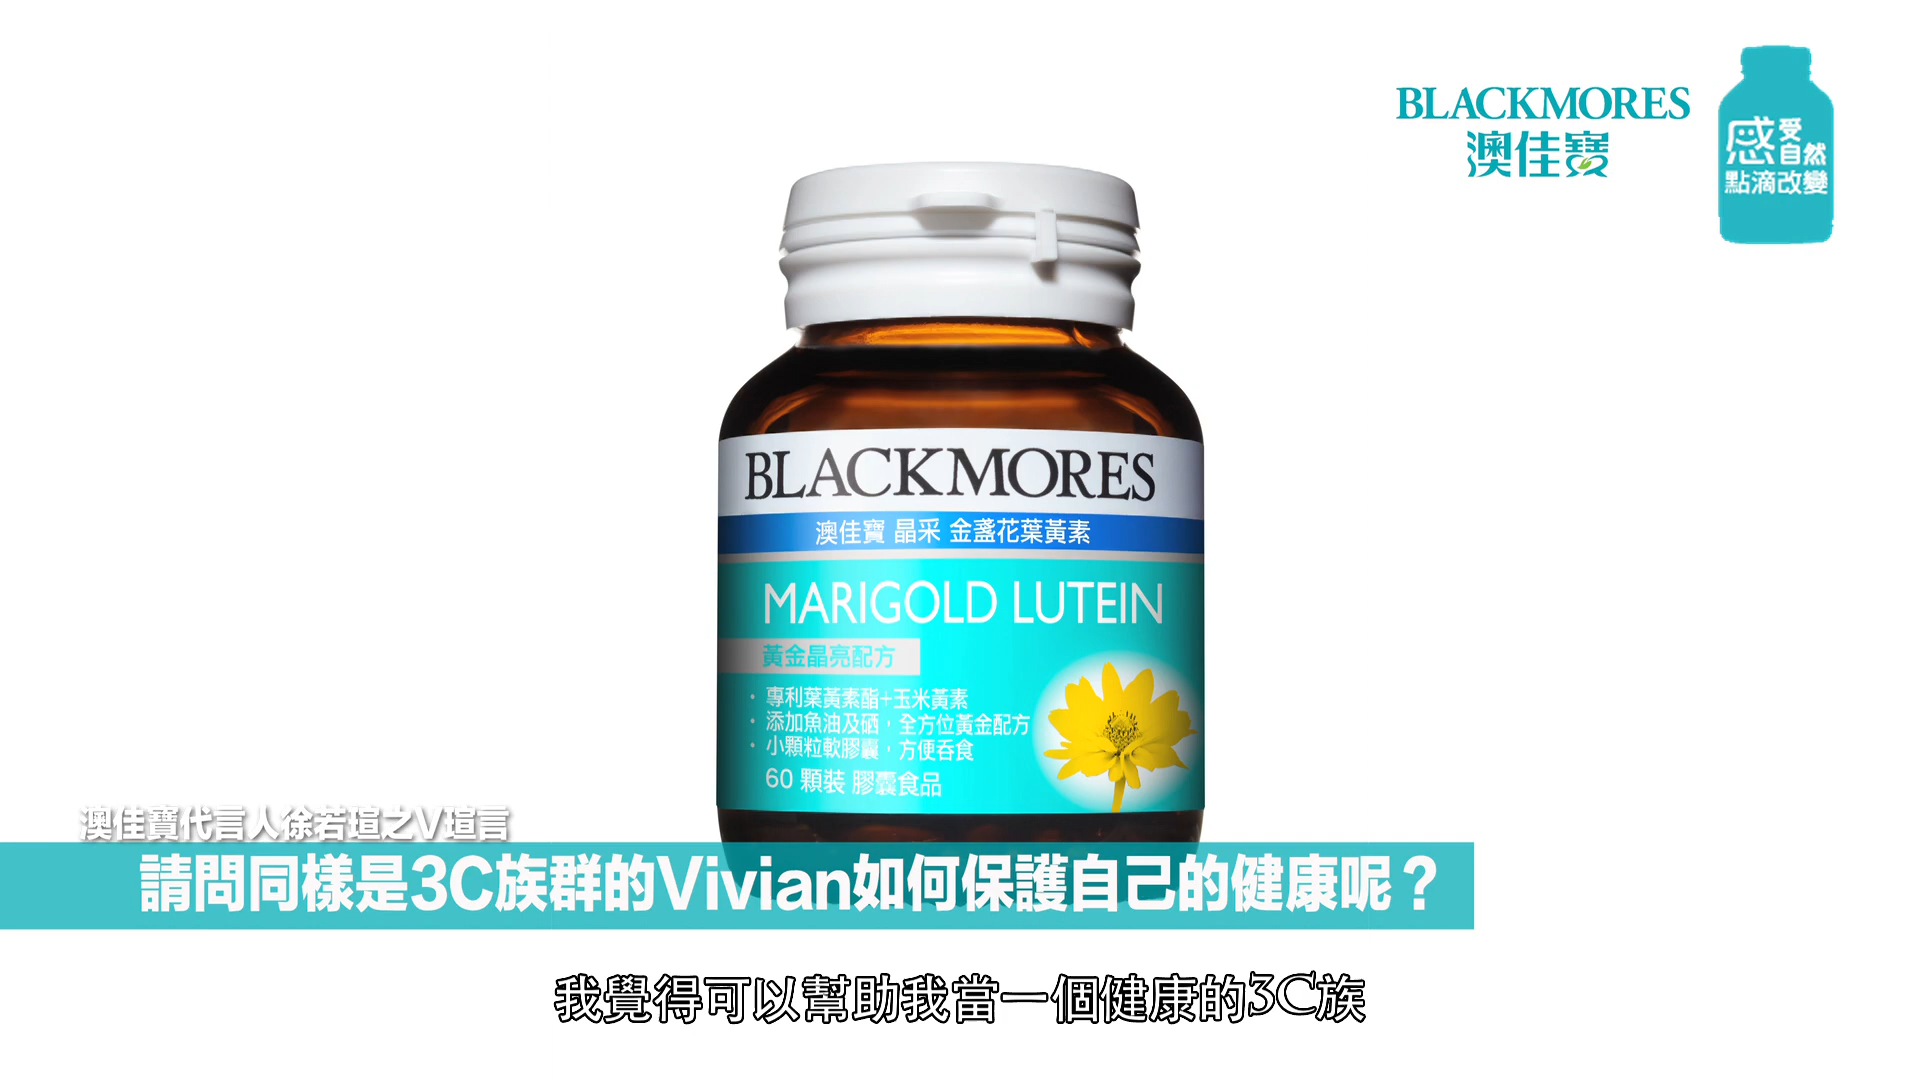 BLACKMORES
澳佳寶
感受自然
點滴改變
BLACKMORES
澳佳寶 晶采 金盞花葉黃素
MARIGOLD LUTEIN
黃金晶亮配方
・專利葉黃素酯+玉米黃素
・添加魚油及硒，全方位黃金配方
・小顆粒軟膠囊，方便吞食
60 顆裝 膠囊食品
澳佳寶代言人徐若瑄之V瑄言
請問同樣是3C族群的Vivian如何保護自己的健康呢？
我覺得可以幫助我當一個健康的3C族